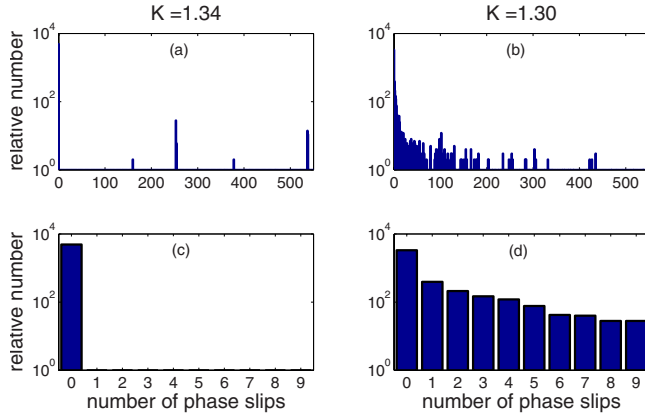 K =1.34
K =1.30
(a)
(b)
relative number
10^4
10^2
10^0
0 100 200 300 400 500
10^4
10^2
10^0
0 100 200 300 400 500
(c)
(d)
relative number
10^4
10^2
10^0
0 1 2 3 4 5 6 7 8 9
number of phase slips
10^4
10^2
10^0
0 1 2 3 4 5 6 7 8 9
number of phase slips